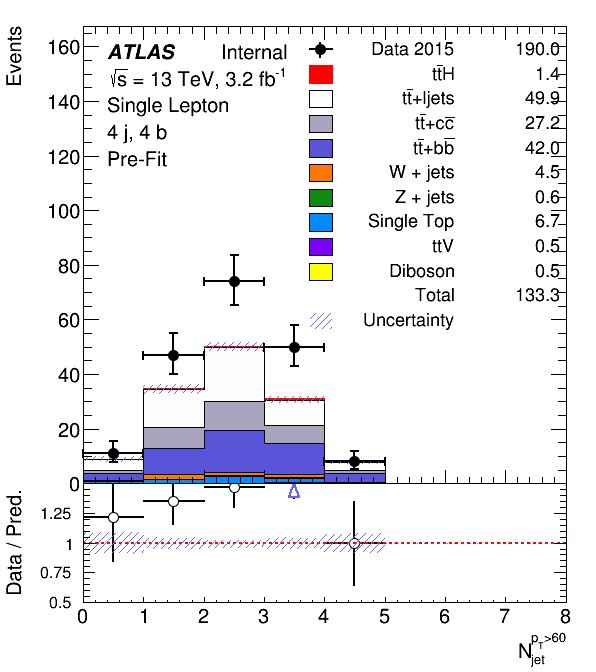 Events
160
140
120
100
80
60
40
20
0
ATLAS Internal
√s = 13 TeV, 3.2 fb⁻¹
Single Lepton
4 j, 4 b
Pre-Fit
Data 2015 190.0
tt̄H 1.4
tt̄+ljets 49.9
tt̄+cc̄ 27.2
tt̄+bb̄ 42.0
W + jets 4.5
Z + jets 0.6
Single Top 6.7
ttV 0.5
Diboson 0.5
Total 133.3
Uncertainty
Data / Pred.
1.25
1
0.75
0.5
0 1 2 3 4 5 6 7 8
N_jet^{p_T>60}